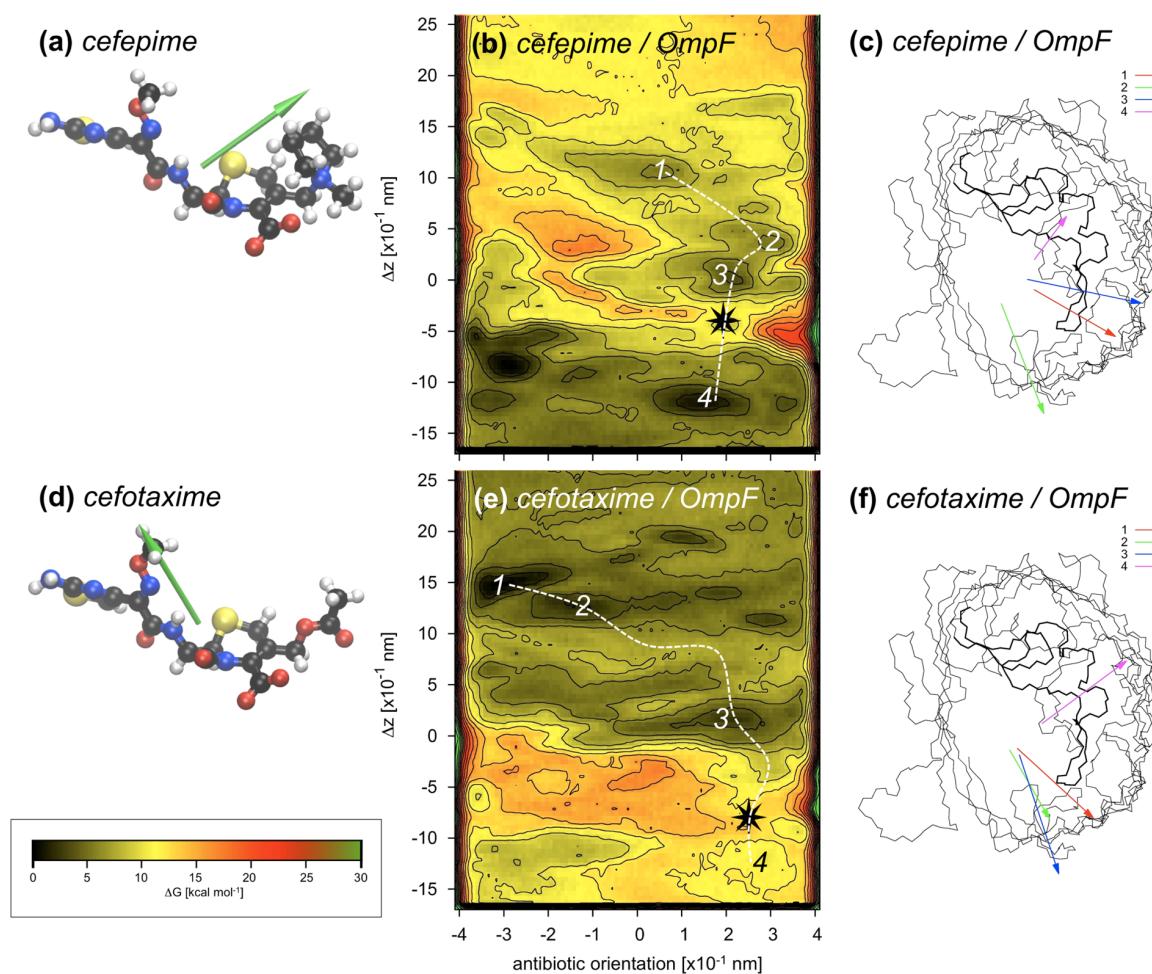 (a) cefepime
(b) cefepime / OmpF
(c) cefepime / OmpF
1
2
3
4
25
20
15
10
5
0
-5
-10
-15
Δz [x10⁻¹ nm]
1
2
3
4
(d) cefotaxime
(e) cefotaxime / OmpF
(f) cefotaxime / OmpF
1
2
3
4
25
20
15
10
5
0
-5
-10
-15
Δz [x10⁻¹ nm]
1
2
3
4
0 5 10 15 20 25 30
ΔG [kcal mol⁻¹]
-4 -3 -2 -1 0 1 2 3 4
antibiotic orientation [x10⁻¹ nm]